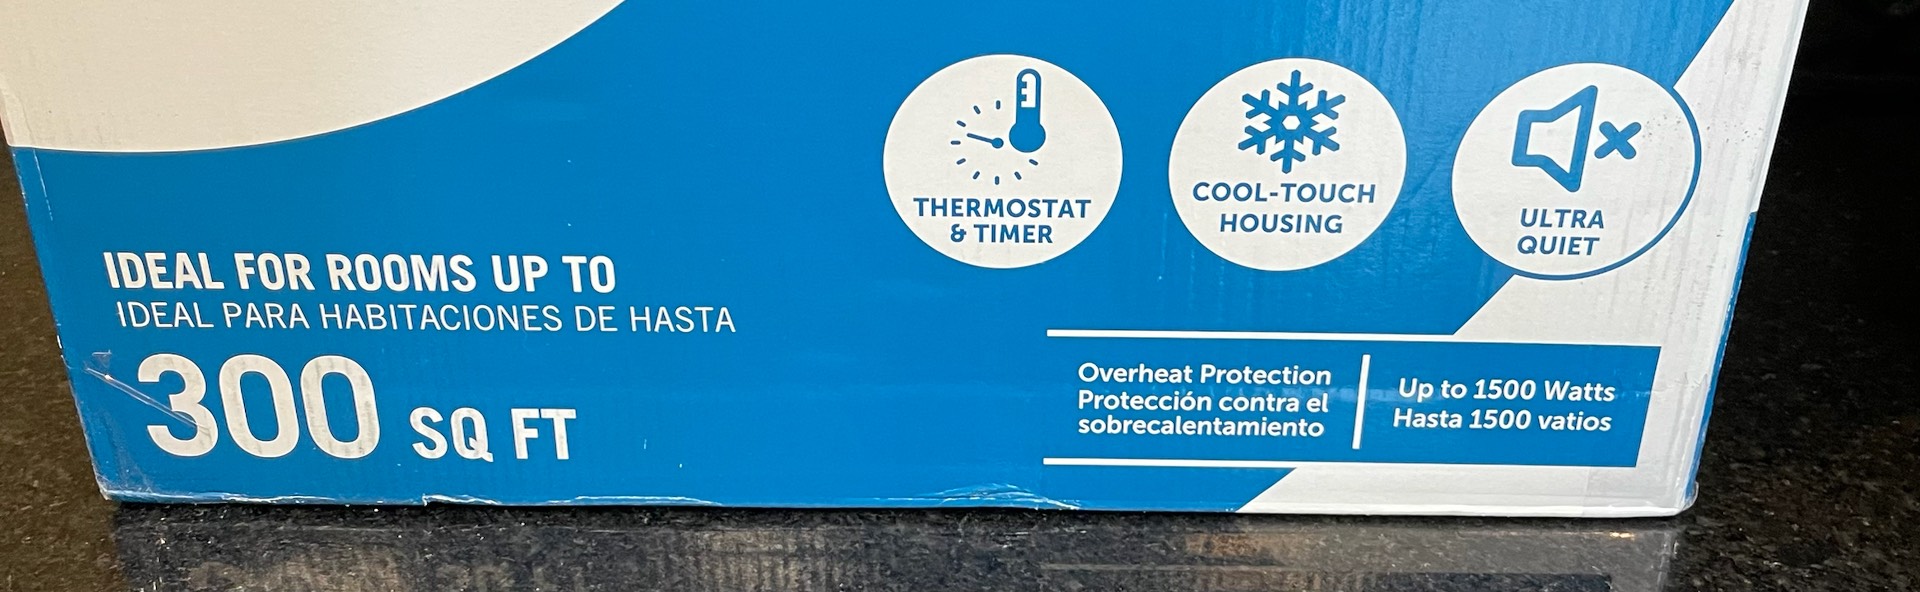 THERMOSTAT
& TIMER
COOL-TOUCH
HOUSING
ULTRA
QUIET
IDEAL FOR ROOMS UP TO
IDEAL PARA HABITACIONES DE HASTA
300 SQ FT
Overheat Protection
Protección contra el
sobrecalentamiento
Up to 1500 Watts
Hasta 1500 vatios